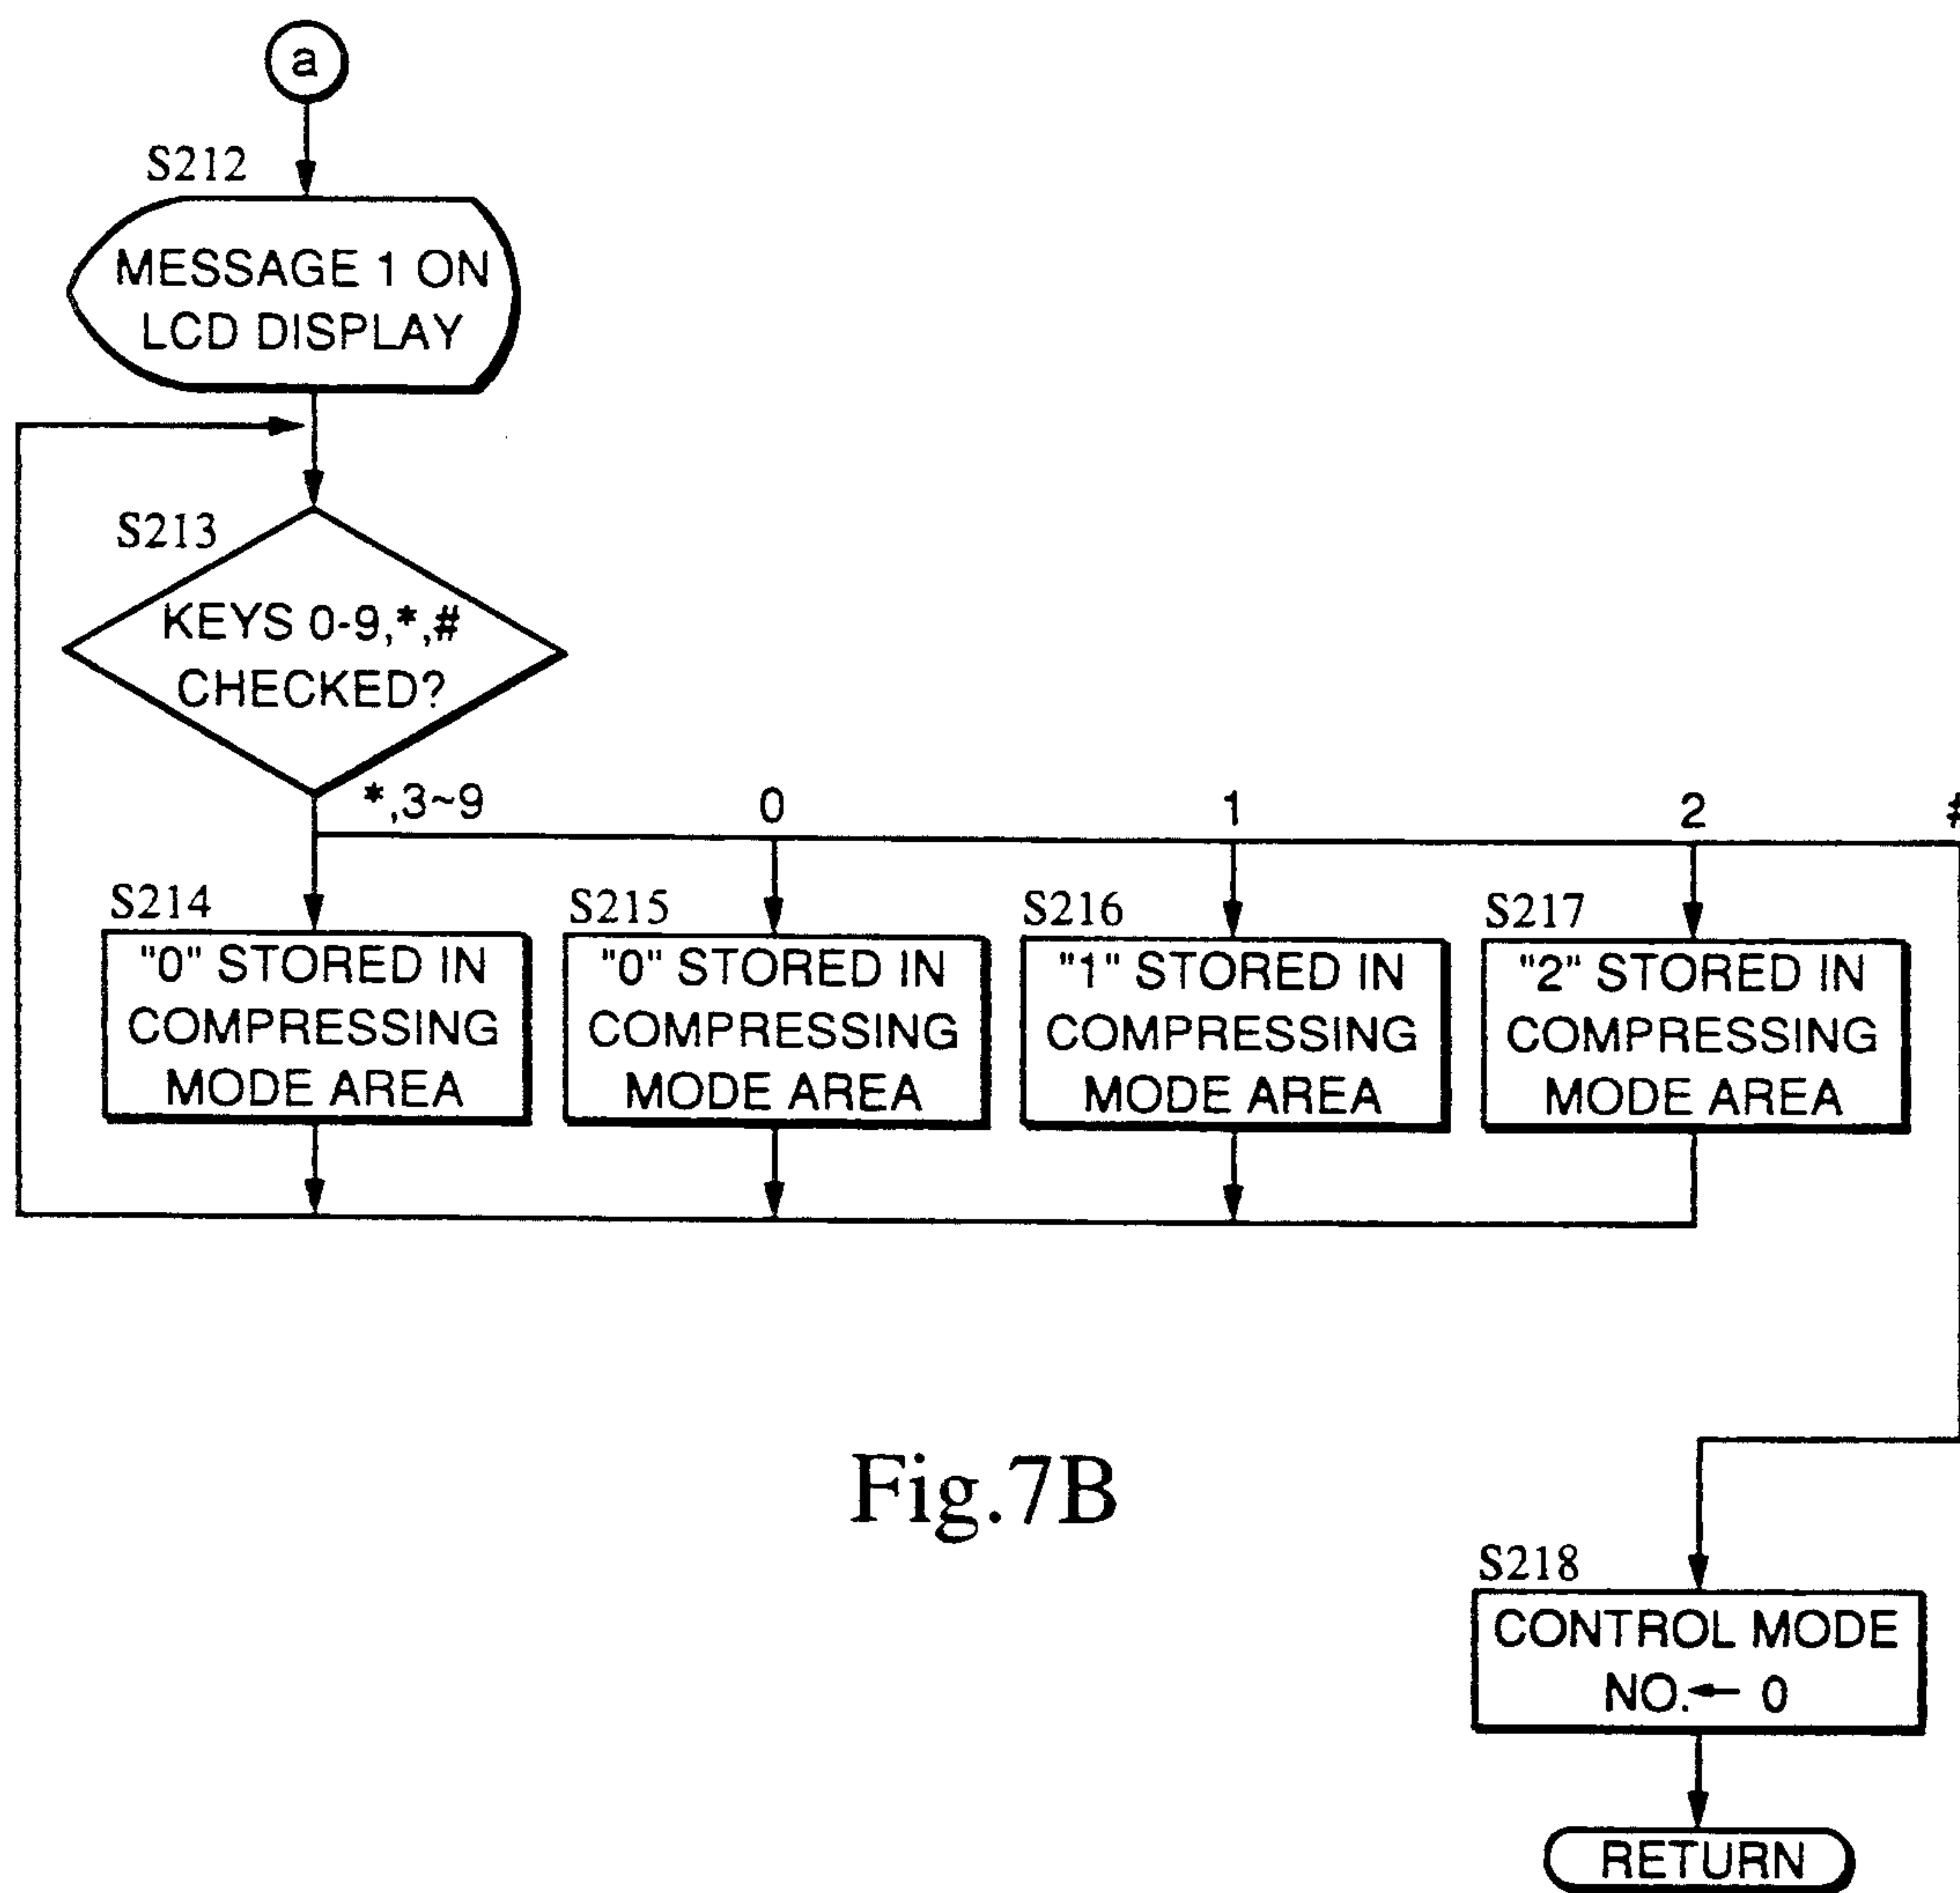 a
S212
MESSAGE 1 ON
LCD DISPLAY
S213
KEYS 0-9,*,#
CHECKED?
*,3~9
0
1
2
#
S214
"0" STORED IN
COMPRESSING
MODE AREA
S215
"0" STORED IN
COMPRESSING
MODE AREA
S216
"1" STORED IN
COMPRESSING
MODE AREA
S217
"2" STORED IN
COMPRESSING
MODE AREA
Fig.7B
S218
CONTROL MODE
NO.← 0
RETURN